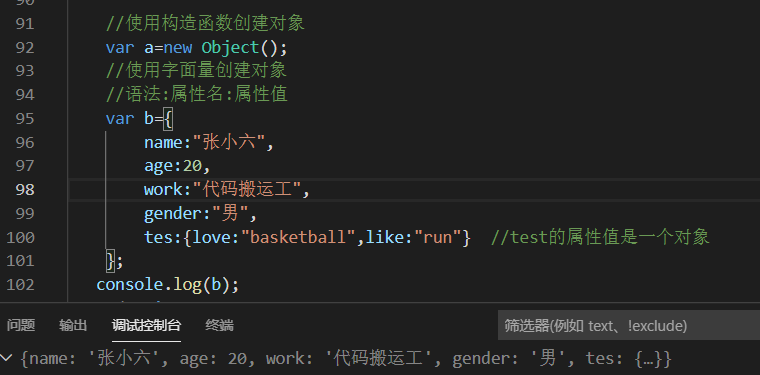 91 //使用构造函数创建对象
92 var a=new Object();
93 //使用字面量创建对象
94 //语法:属性名:属性值
95 var b={
96 name:"张小六",
97 age:20,
98 work:"代码搬运工",
99 gender:"男",
100 tes:{love:"basketball",like:"run"} //test的属性值是一个对象
101 };
102 console.log(b);
问题 输出 调试控制台 终端 筛选器(例如 text、!exclude)
{name: '张小六', age: 20, work: '代码搬运工', gender: '男', tes: {…}}